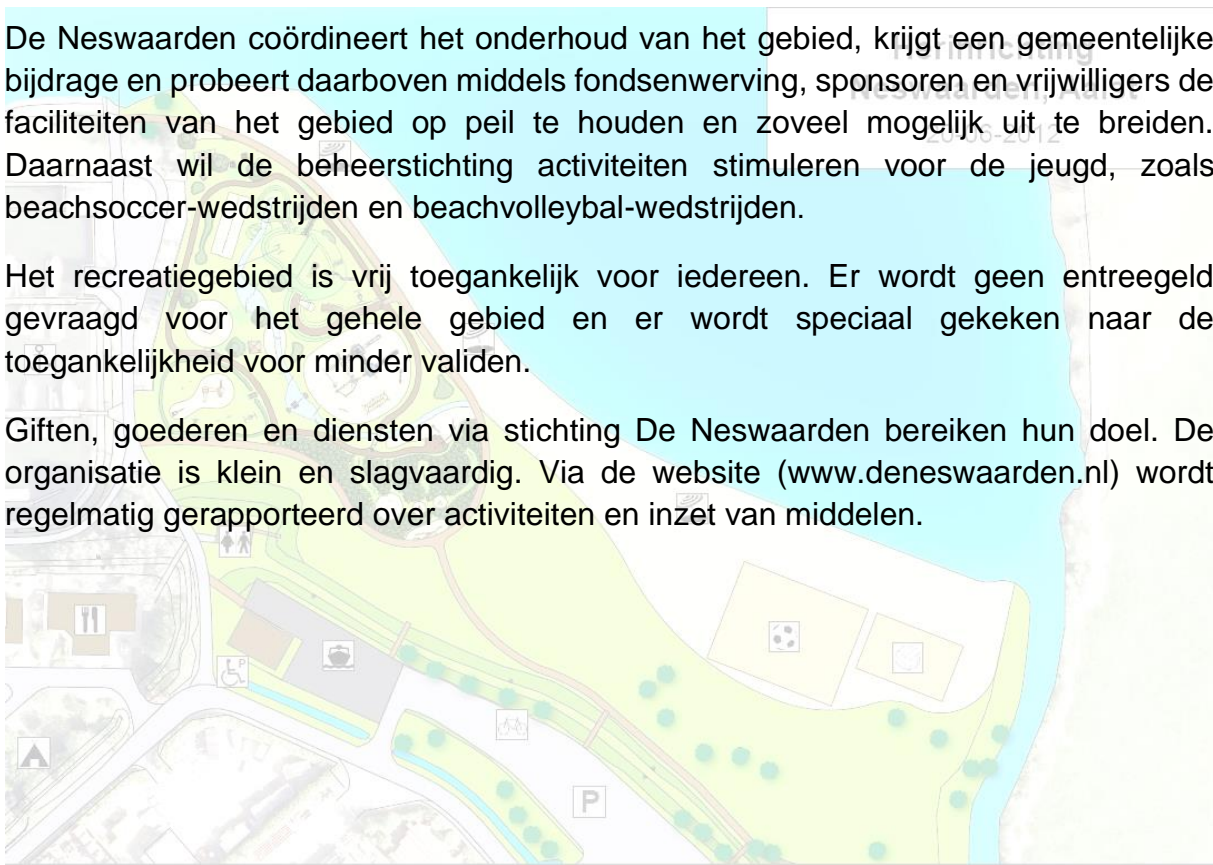 De Neswaarden coördineert het onderhoud van het gebied, krijgt een gemeentelijke
bijdrage en probeert daarboven middels fondsenwerving, sponsoren en vrijwilligers de
faciliteiten van het gebied op peil te houden en zoveel mogelijk uit te breiden.
Daarnaast wil de beheerstichting activiteiten stimuleren voor de jeugd, zoals
beachsoccer-wedstrijden en beachvolleybal-wedstrijden.
Het recreatiegebied is vrij toegankelijk voor iedereen. Er wordt geen entreegeld
gevraagd voor het gehele gebied en er wordt speciaal gekeken naar de
toegankelijkheid voor minder validen.
Giften, goederen en diensten via stichting De Neswaarden bereiken hun doel. De
organisatie is klein en slagvaardig. Via de website (www.deneswaarden.nl) wordt
regelmatig gerapporteerd over activiteiten en inzet van middelen.
Herinrichting
Neswaarden, Aalst
P
P